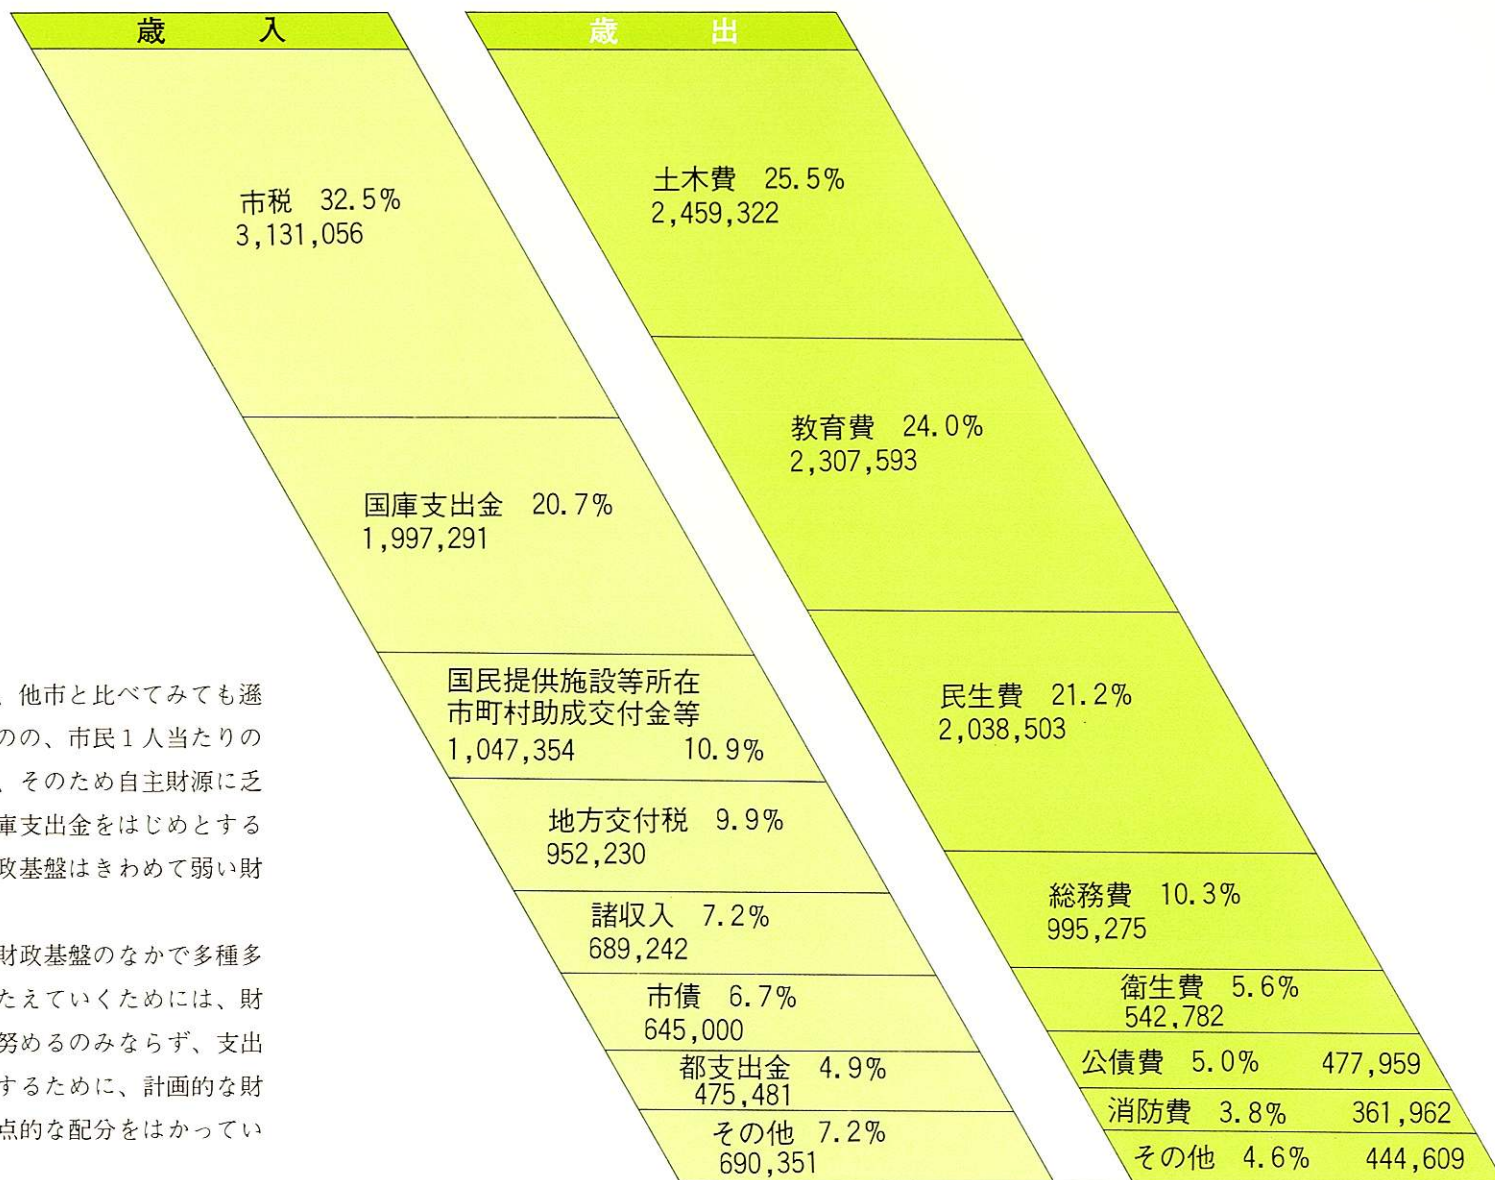 歳入
市税 32.5%
3,131,056
国庫支出金 20.7%
1,997,291
国民提供施設等所在
市町村助成交付金等
1,047,354 10.9%
地方交付税 9.9%
952,230
諸収入 7.2%
689,242
市債 6.7%
645,000
都支出金 4.9%
475,481
その他 7.2%
690,351
歳出
土木費 25.5%
2,459,322
教育費 24.0%
2,307,593
民生費 21.2%
2,038,503
総務費 10.3%
995,275
衛生費 5.6%
542,782
公債費 5.0% 477,959
消防費 3.8% 361,962
その他 4.6% 444,609
、他市と比べてみても遜
のの、市民1人当たりの
、そのため自主財源に乏
庫支出金をはじめとする
政基盤はきわめて弱い財
財政基盤のなかで多種多
たえていくためには、財
努めるのみならず、支出
するために、計画的な財
点的な配分をはかってい